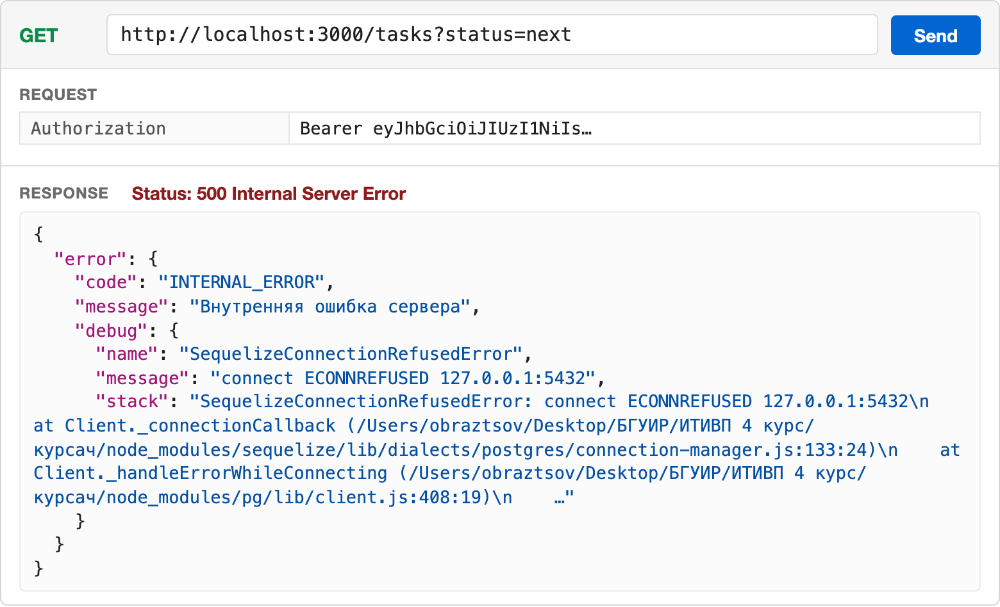 GET http://localhost:3000/tasks?status=next Send
REQUEST
Authorization Bearer eyJhbGciOiJIUzI1NiIs…
RESPONSE Status: 500 Internal Server Error
{
  "error": {
    "code": "INTERNAL_ERROR",
    "message": "Внутренняя ошибка сервера",
    "debug": {
      "name": "SequelizeConnectionRefusedError",
      "message": "connect ECONNREFUSED 127.0.0.1:5432",
      "stack": "SequelizeConnectionRefusedError: connect ECONNREFUSED 127.0.0.1:5432\n
at Client._connectionCallback (/Users/obraztsov/Desktop/БГУИР/ИТИВП 4 курс/
курсач/node_modules/sequelize/lib/dialects/postgres/connection-manager.js:133:24)\n    at
Client._handleErrorWhileConnecting (/Users/obraztsov/Desktop/БГУИР/ИТИВП 4 курс/
курсач/node_modules/pg/lib/client.js:408:19)\n    …"
    }
  }
}